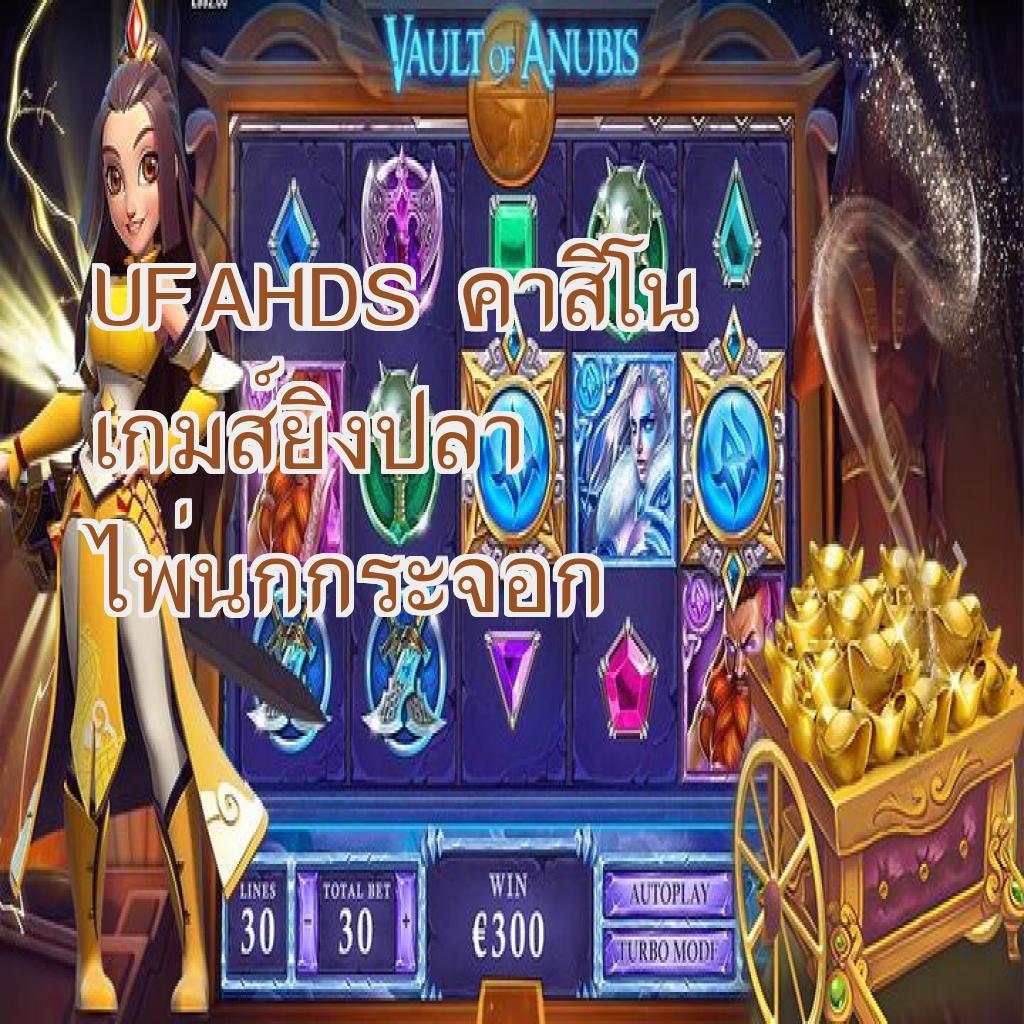 VAULT OF ANUBIS
UFAHDS คาสิโน
เกมส์ยิงปลา
ไพ่นกกระจอก
LINES
30
TOTAL BET
- 30 +
WIN
€300
AUTOPLAY
TURBO MODE